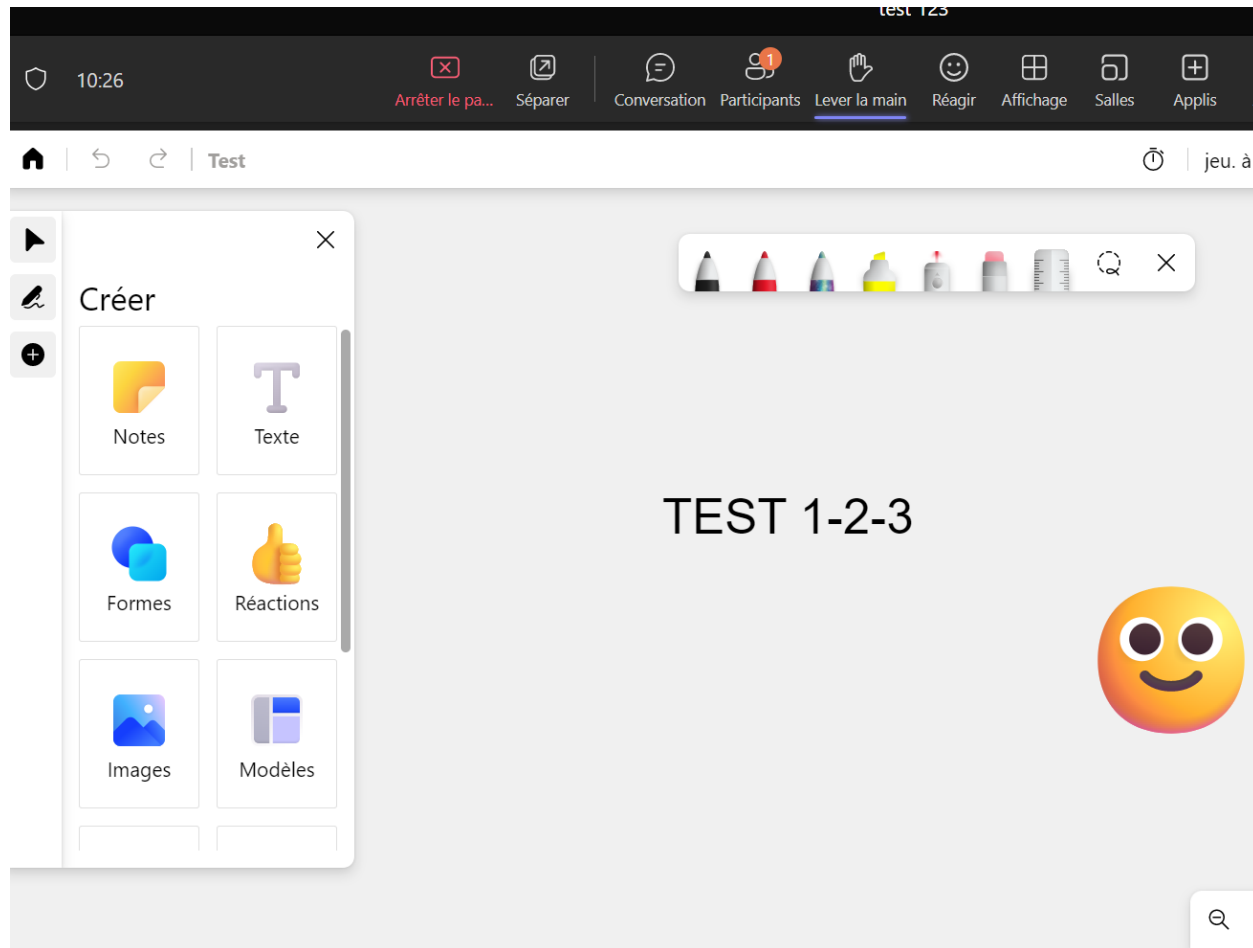 test 123
10:26
Arrêter le pa... Séparer Conversation Participants 1 Lever la main Réagir Affichage Salles Applis
Test jeu. à
Créer
Notes Texte
Formes Réactions
Images Modèles
TEST 1-2-3